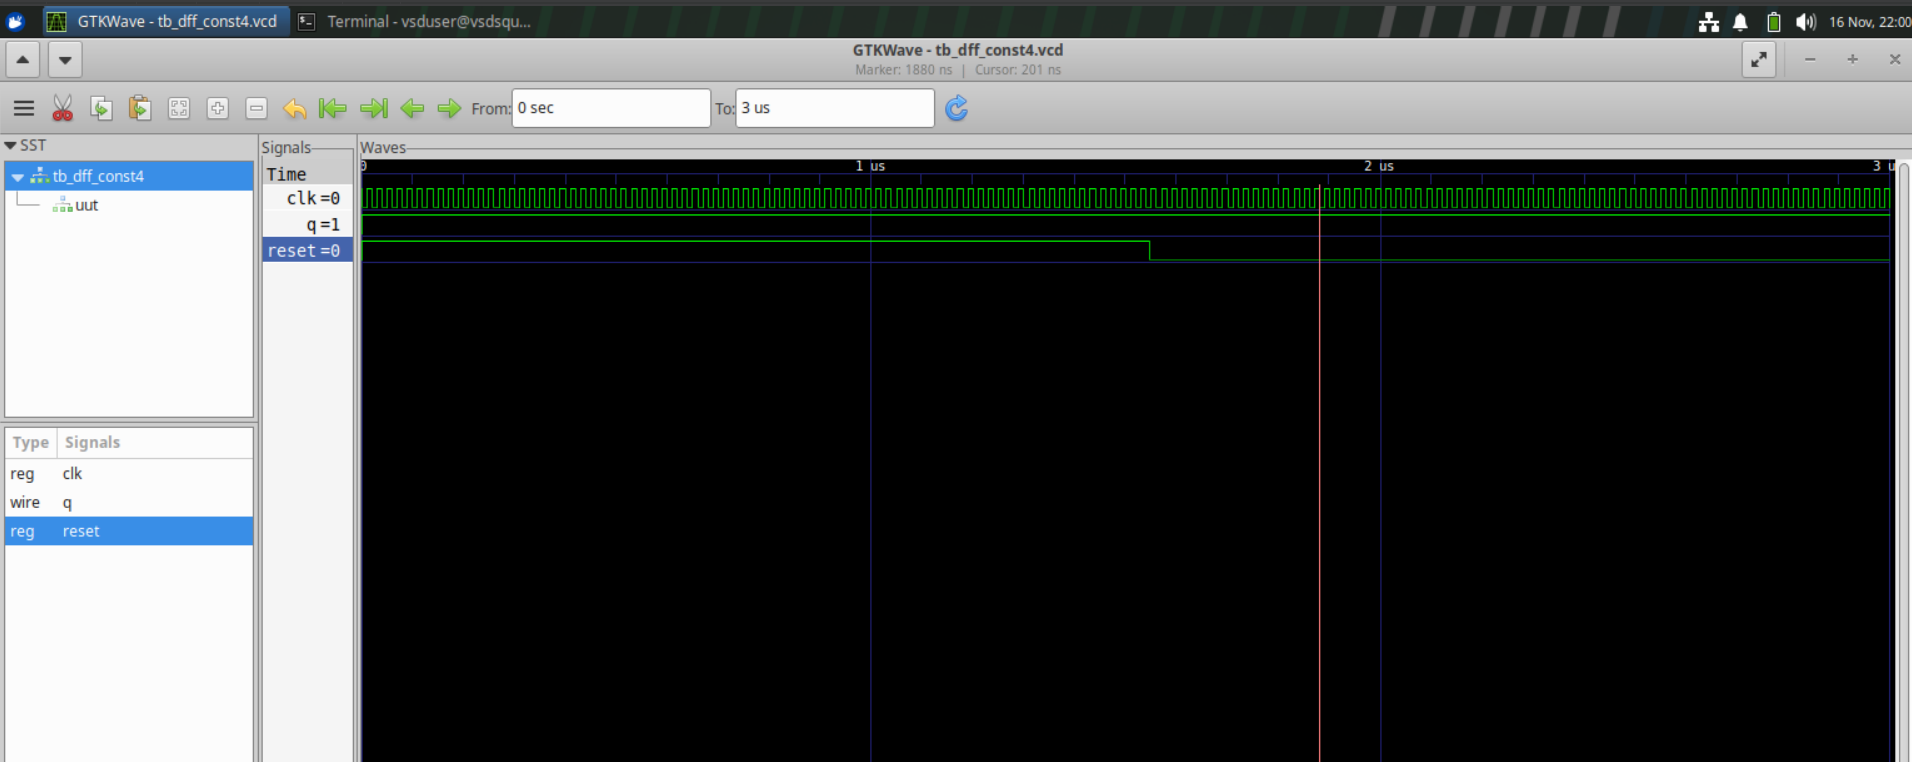 GTKWave - tb_dff_const4.vcd
Terminal - vsduser@vsdsqu...
16 Nov, 22:00
GTKWave - tb_dff_const4.vcd
Marker: 1880 ns | Cursor: 201 ns
From: 0 sec To: 3 us
SST
tb_dff_const4
uut
Type Signals
reg clk
wire q
reg reset
Signals
Time
clk =0
q =1
reset =0
Waves
0 1 us 2 us 3 u